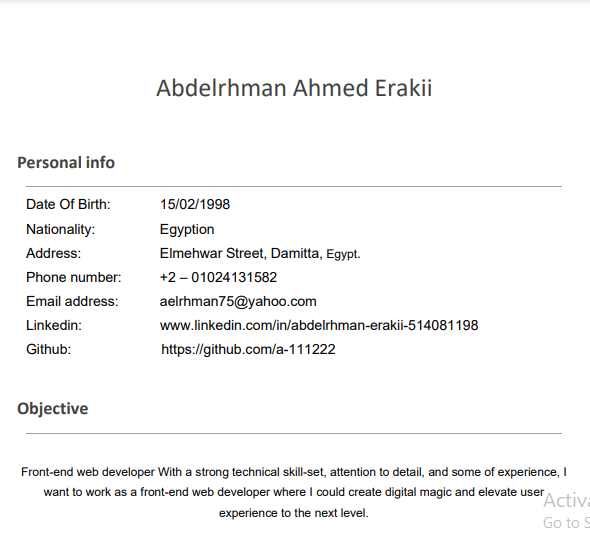 Abdelrhman Ahmed Erakii
Personal info
Date Of Birth: 15/02/1998
Nationality: Egyption
Address: Elmehwar Street, Damitta, Egypt.
Phone number: +2 – 01024131582
Email address: aelrhman75@yahoo.com
Linkedin: www.linkedin.com/in/abdelrhman-erakii-514081198
Github: https://github.com/a-111222
Objective
Front-end web developer With a strong technical skill-set, attention to detail, and some of experience, I
want to work as a front-end web developer where I could create digital magic and elevate user
experience to the next level.
Go to